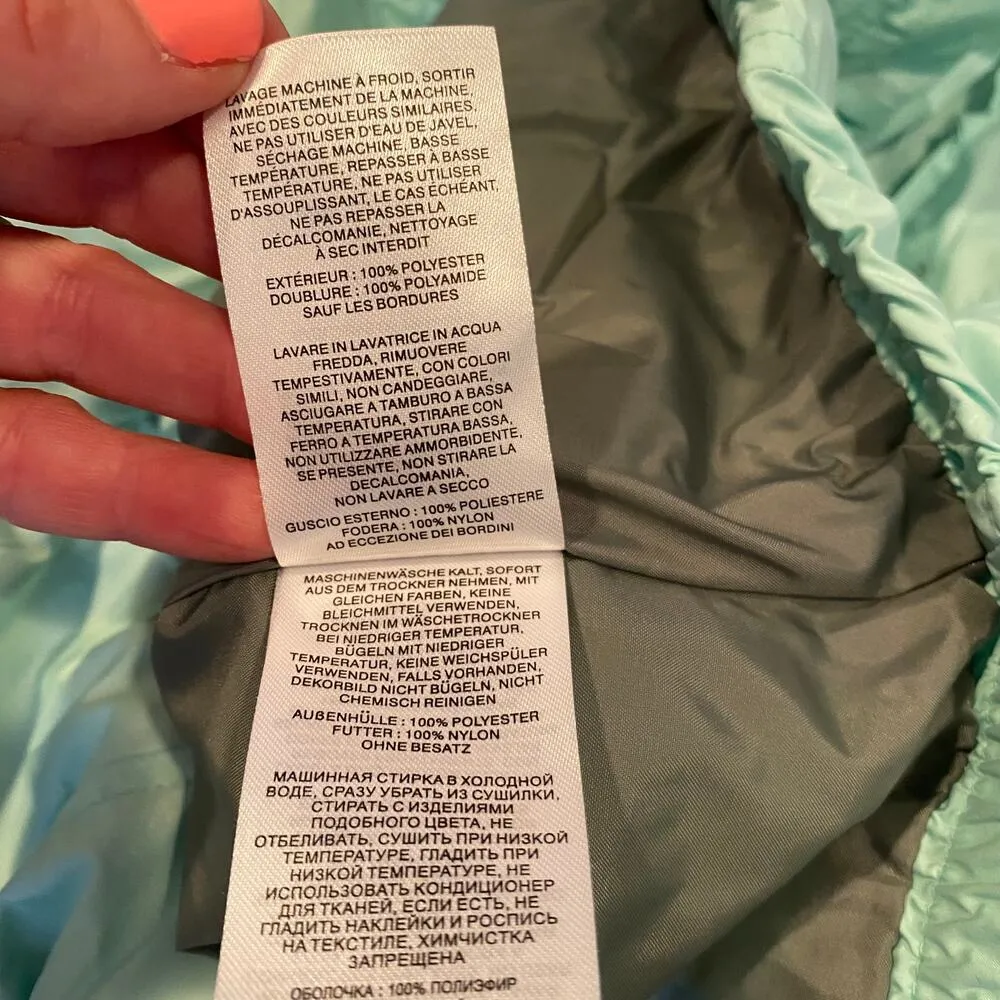 LAVAGE MACHINE À FROID, SORTIR
IMMÉDIATEMENT DE LA MACHINE,
AVEC DES COULEURS SIMILAIRES,
NE PAS UTILISER D'EAU DE JAVEL,
SÉCHAGE MACHINE, BASSE
TEMPÉRATURE, REPASSER À BASSE
TEMPÉRATURE, NE PAS UTILISER
D'ASSOUPLISSANT, LE CAS ÉCHÉANT,
NE PAS REPASSER LA
DÉCALCOMANIE, NETTOYAGE
À SEC INTERDIT
EXTÉRIEUR : 100% POLYESTER
DOUBLURE : 100% POLYAMIDE
SAUF LES BORDURES
LAVARE IN LAVATRICE IN ACQUA
FREDDA, RIMUOVERE
TEMPESTIVAMENTE, CON COLORI
SIMILI, NON CANDEGGIARE,
ASCIUGARE A TAMBURO A BASSA
TEMPERATURA, STIRARE CON
FERRO A TEMPERATURA BASSA,
NON UTILIZZARE AMMORBIDENTE,
SE PRESENTE, NON STIRARE LA
DECALCOMANIA,
NON LAVARE A SECCO
GUSCIO ESTERNO : 100% POLIESTERE
FODERA : 100% NYLON
AD ECCEZIONE DEI BORDINI
MASCHINENWÄSCHE KALT, SOFORT
AUS DEM TROCKNER NEHMEN, MIT
GLEICHEN FARBEN, KEINE
BLEICHMITTEL VERWENDEN,
TROCKNEN IM WÄSCHETROCKNER
BEI NIEDRIGER TEMPERATUR,
BÜGELN MIT NIEDRIGER
TEMPERATUR, KEINE WEICHSPÜLER
VERWENDEN, FALLS VORHANDEN,
DEKORBILD NICHT BÜGELN, NICHT
CHEMISCH REINIGEN
AUßENHÜLLE : 100% POLYESTER
FUTTER : 100% NYLON
OHNE BESATZ
МАШИННАЯ СТИРКА В ХОЛОДНОЙ
ВОДЕ, СРАЗУ УБРАТЬ ИЗ СУШИЛКИ,
СТИРАТЬ С ИЗДЕЛИЯМИ
ПОДОБНОГО ЦВЕТА, НЕ
ОТБЕЛИВАТЬ, СУШИТЬ ПРИ НИЗКОЙ
ТЕМПЕРАТУРЕ, ГЛАДИТЬ ПРИ
НИЗКОЙ ТЕМПЕРАТУРЕ, НЕ
ИСПОЛЬЗОВАТЬ КОНДИЦИОНЕР
ДЛЯ ТКАНЕЙ, ЕСЛИ ЕСТЬ, НЕ
ГЛАДИТЬ НАКЛЕЙКИ И РОСПИСЬ
НА ТЕКСТИЛЕ, ХИМЧИСТКА
ЗАПРЕЩЕНА
ОБОЛОЧКА : 100% ПОЛИЭФИР